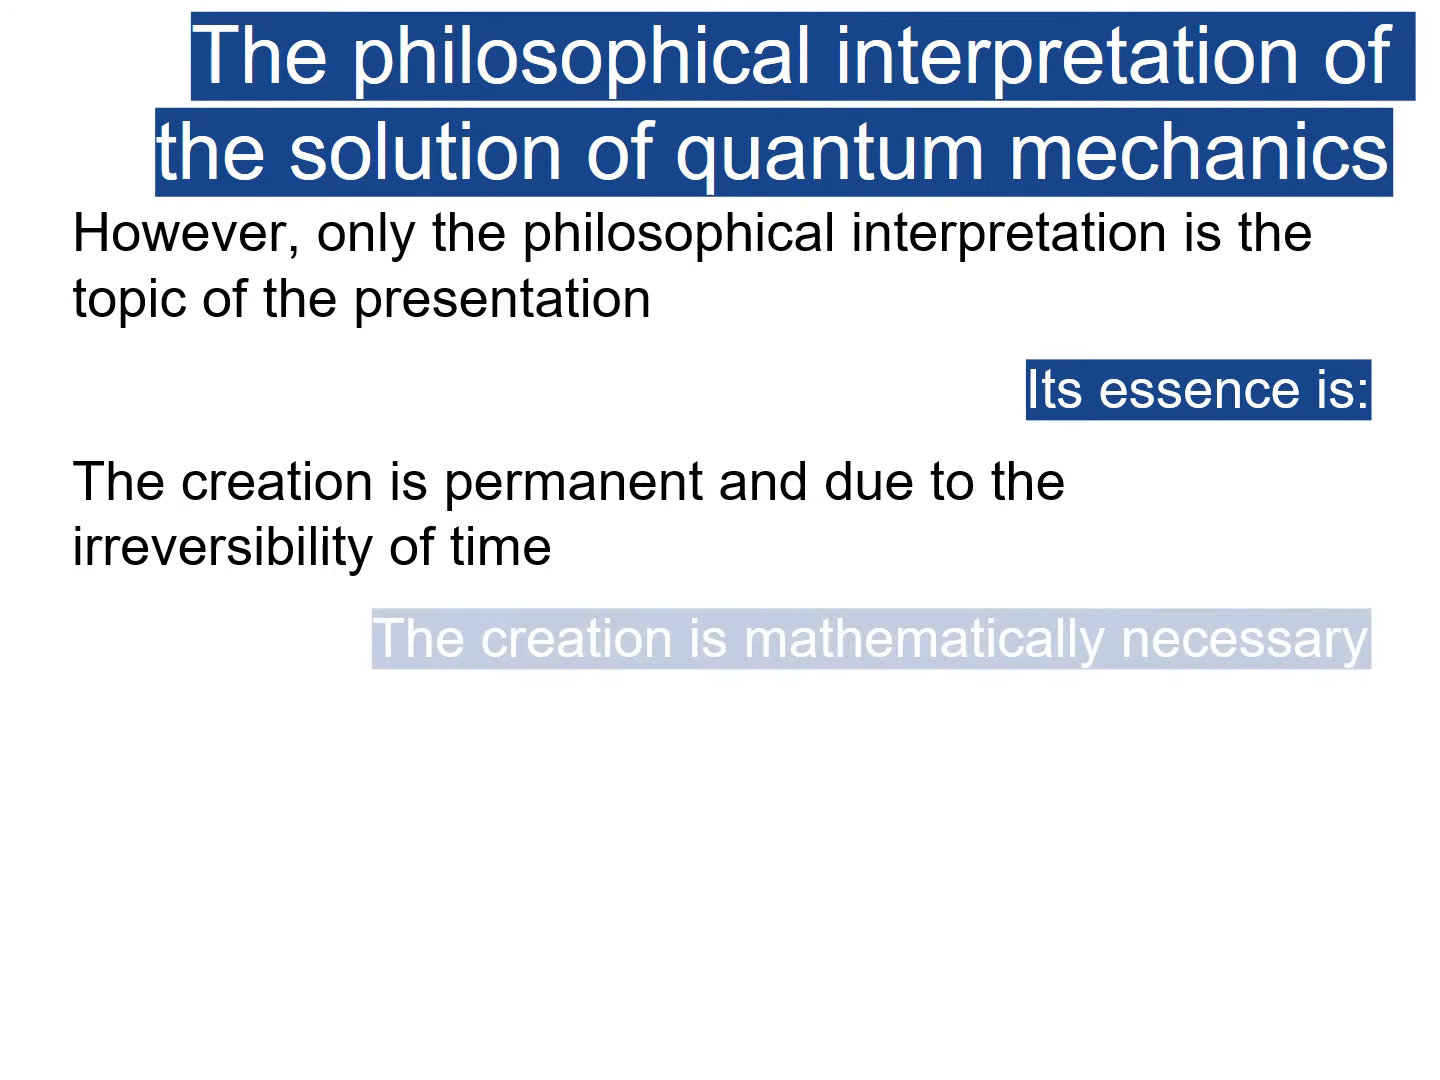 The philosophical interpretation of
the solution of quantum mechanics
However, only the philosophical interpretation is the
topic of the presentation
Its essence is:
The creation is permanent and due to the
irreversibility of time
The creation is mathematically necessary